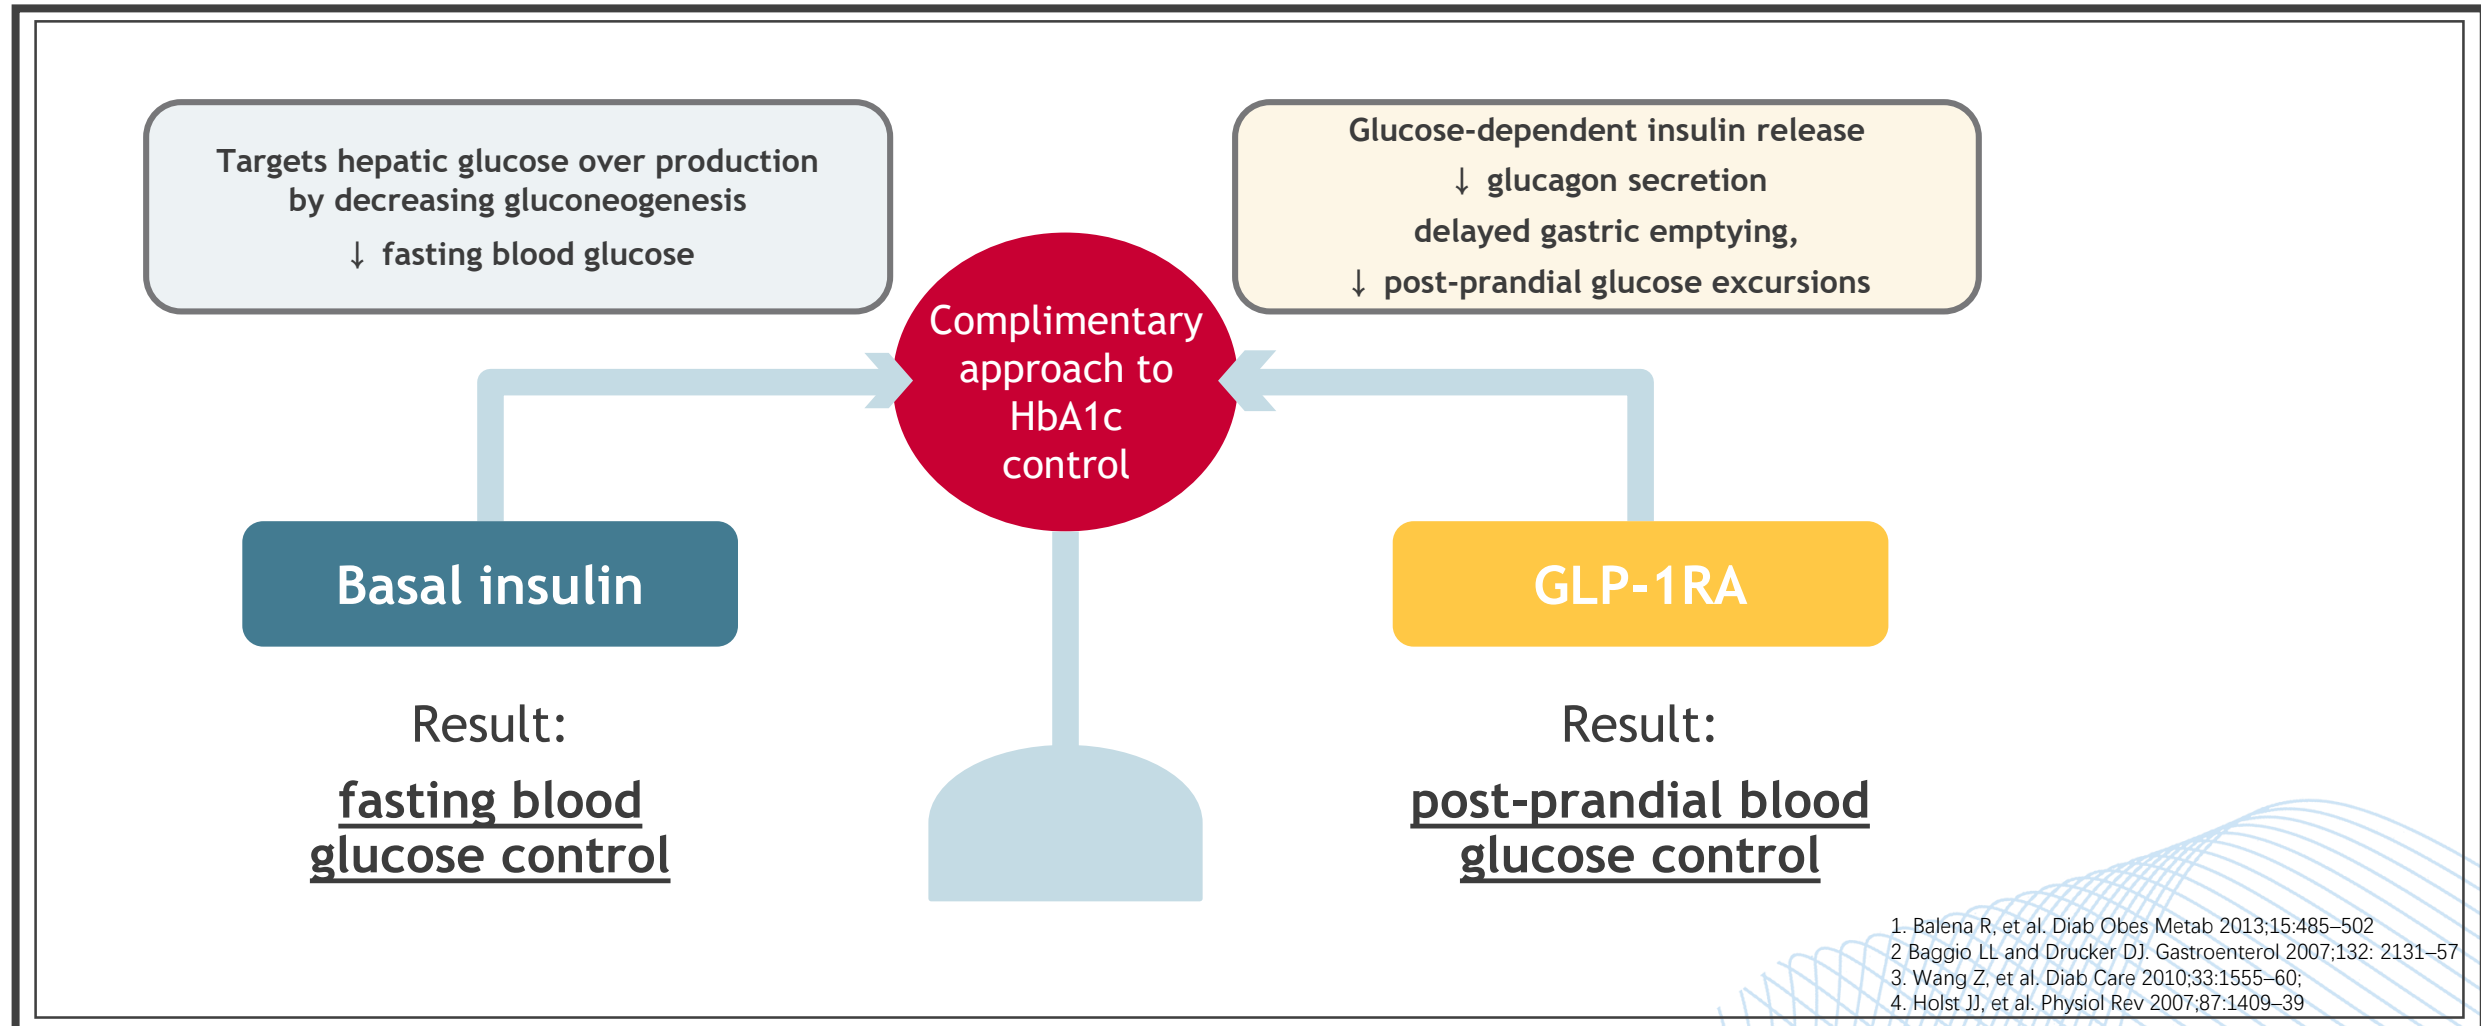 Targets hepatic glucose over production
by decreasing gluconeogenesis
↓ fasting blood glucose
Glucose-dependent insulin release
↓ glucagon secretion
delayed gastric emptying,
↓ post-prandial glucose excursions
Complimentary
approach to
HbA1c
control
Basal insulin
GLP-1RA
Result:
fasting blood
glucose control
Result:
post-prandial blood
glucose control
1. Balena R, et al. Diab Obes Metab 2013;15:485–502
2 Baggio LL and Drucker DJ. Gastroenterol 2007;132: 2131–57
3. Wang Z, et al. Diab Care 2010;33:1555–60;
4. Holst JJ, et al. Physiol Rev 2007;87:1409–39